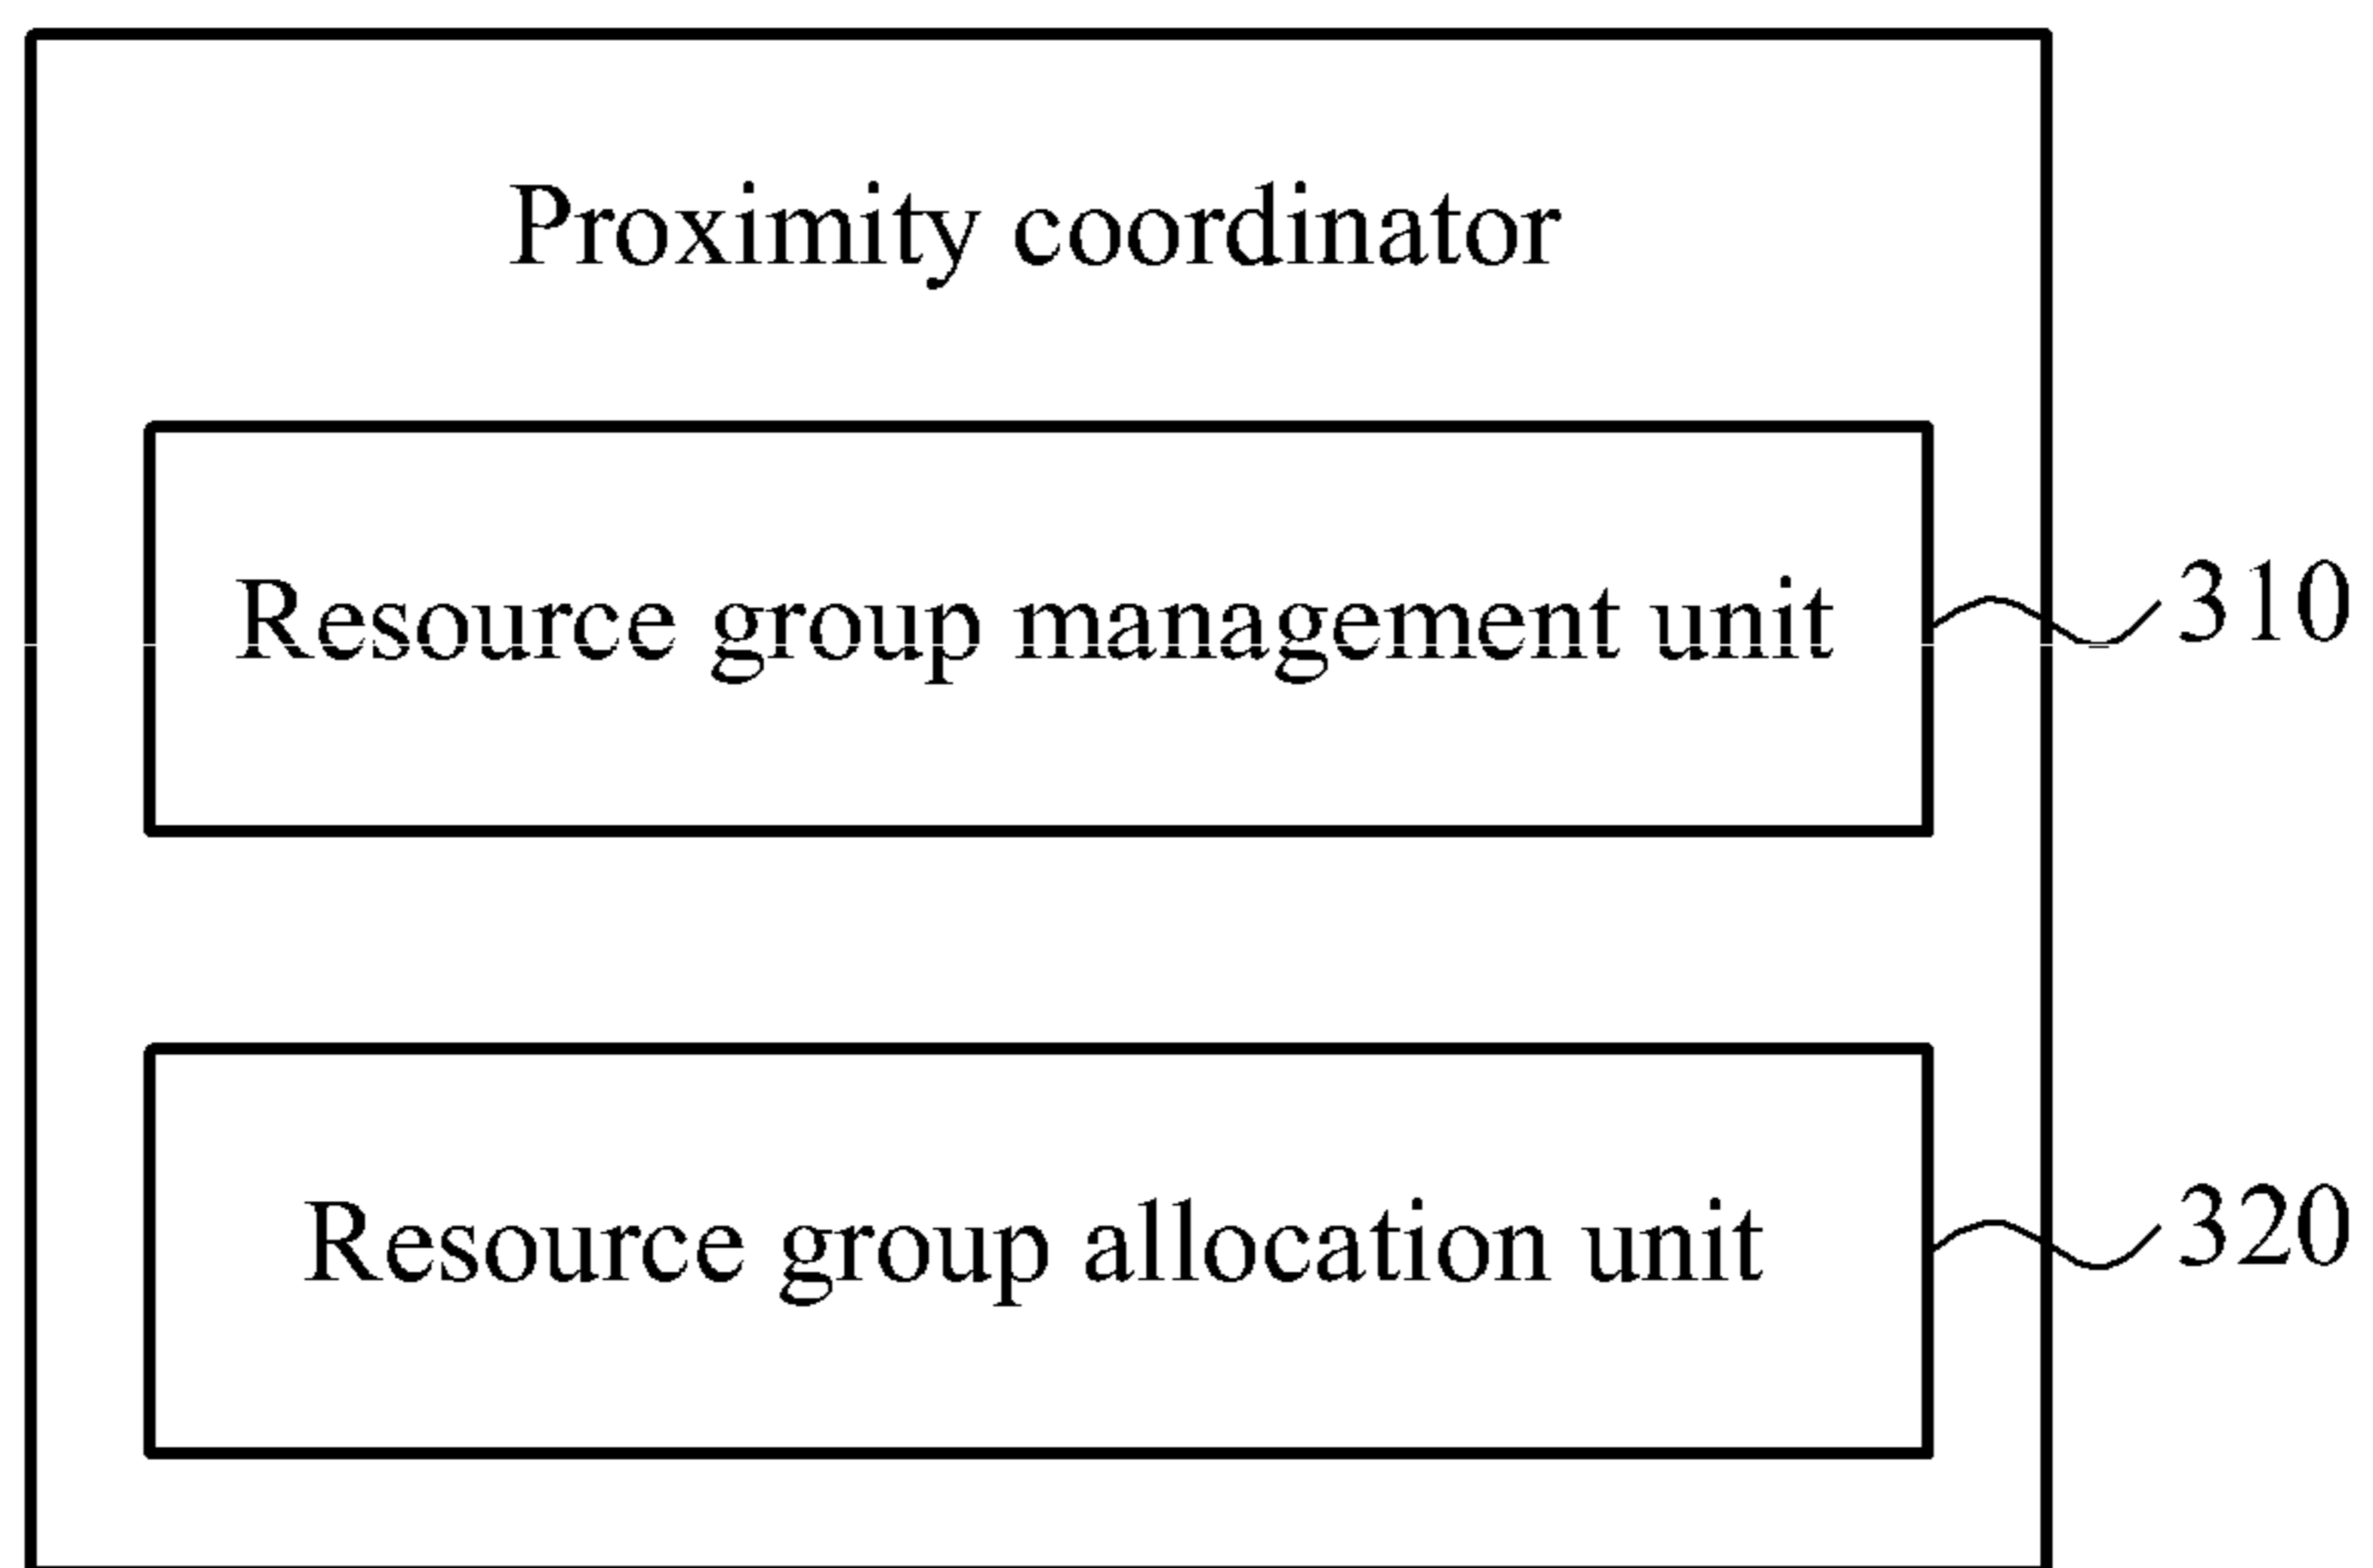 Proximity coordinator
Resource group management unit
310
Resource group allocation unit
320